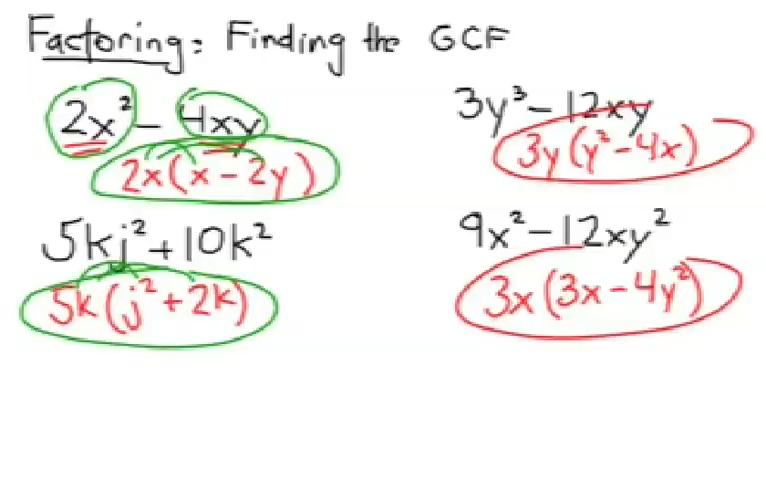 Factoring: Finding the GCF
2x² - 4xy
2x(x - 2y)
5kj² + 10k²
5k(j² + 2k)
3y³ - 12xy
3y(y² - 4x)
9x² - 12xy²
3x(3x - 4y²)